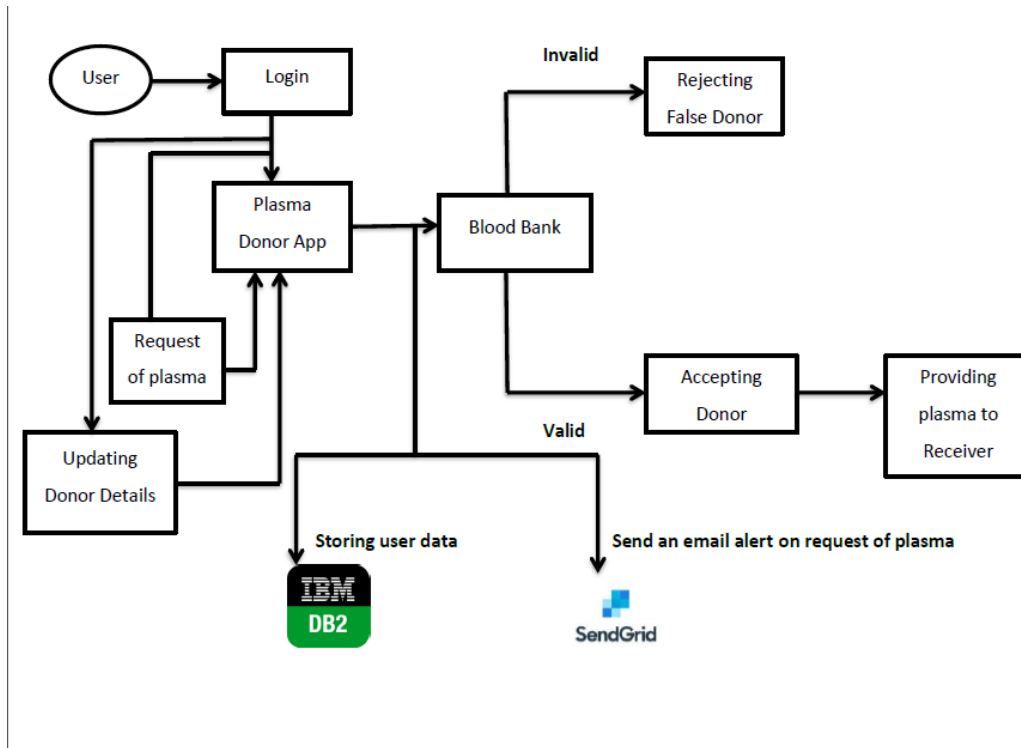 User
Login
Invalid
Rejecting
False Donor
Plasma
Donor App
Blood Bank
Request
of plasma
Accepting
Donor
Providing
plasma to
Receiver
Valid
Updating
Donor Details
Storing user data
Send an email alert on request of plasma
IBM
DB2
SendGrid